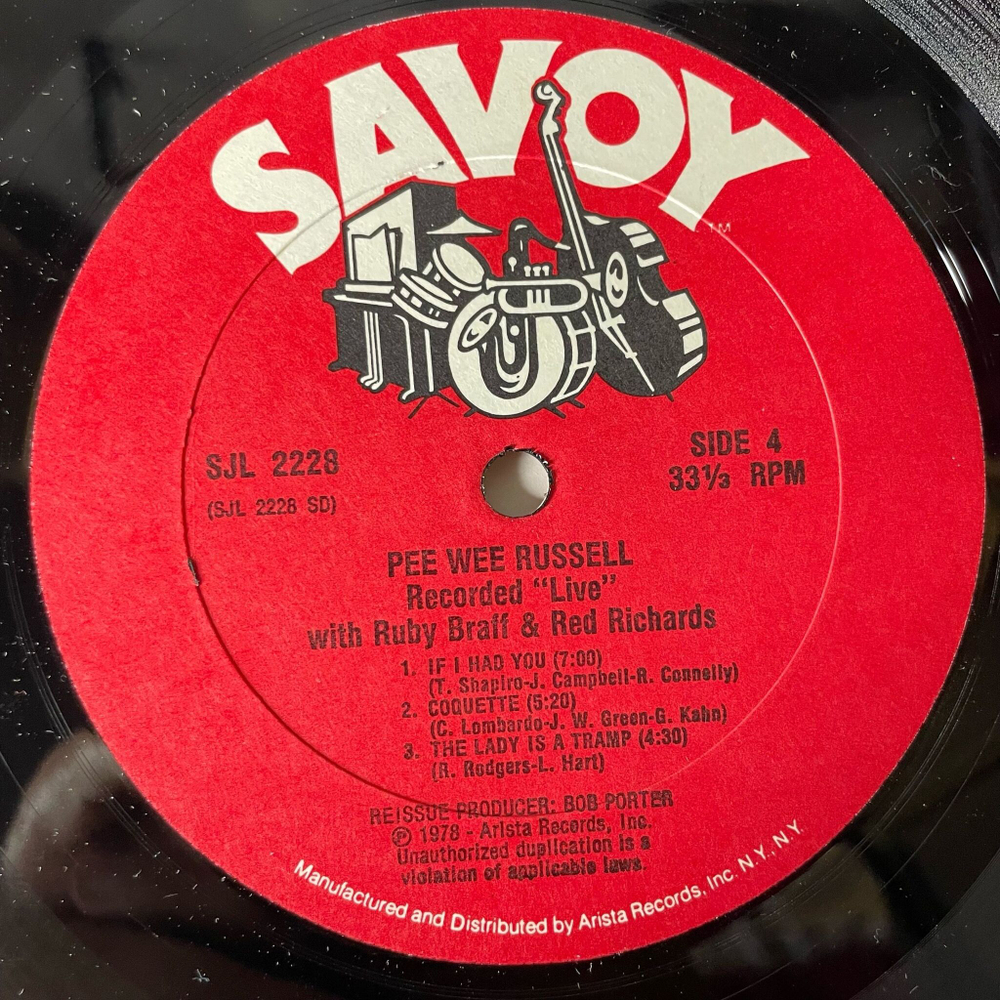 SAVOY
TM
SJL 2228
(SJL 2228 SD)
SIDE 4
33⅓ RPM
PEE WEE RUSSELL
Recorded “Live”
with Ruby Braff & Red Richards
1. IF I HAD YOU (7:00)
(T. Shapiro-J. Campbell-R. Connelly)
2. COQUETTE (5:20)
(C. Lombardo-J. W. Green-G. Kahn)
3. THE LADY IS A TRAMP (4:30)
(R. Rodgers-L. Hart)
REISSUE PRODUCER: BOB PORTER
℗ 1978 - Arista Records, Inc.
Unauthorized duplication is a
violation of applicable laws.
Manufactured and Distributed by Arista Records, Inc. N.Y., N.Y.